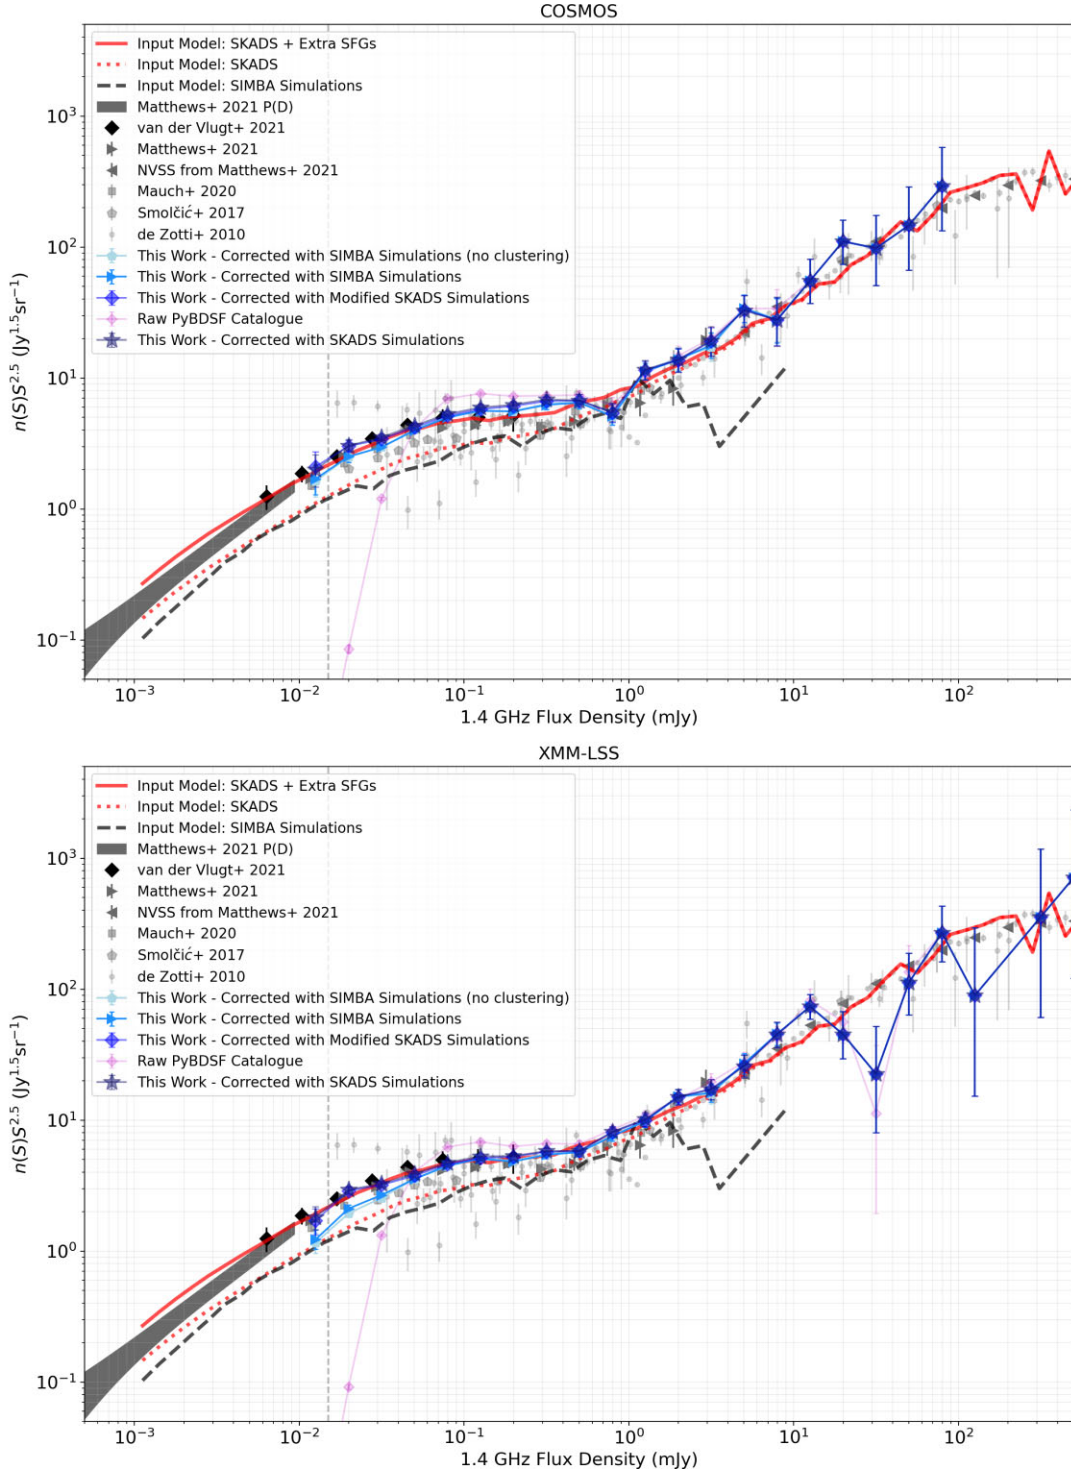 COSMOS
Input Model: SKADS + Extra SFGs
Input Model: SKADS
Input Model: SIMBA Simulations
Matthews+ 2021 P(D)
van der Vlugt+ 2021
Matthews+ 2021
NVSS from Matthews+ 2021
Mauch+ 2020
Smolčić+ 2017
de Zotti+ 2010
This Work - Corrected with SIMBA Simulations (no clustering)
This Work - Corrected with SIMBA Simulations
This Work - Corrected with Modified SKADS Simulations
Raw PyBDSF Catalogue
This Work - Corrected with SKADS Simulations
10³
10²
10¹
10⁰
10⁻¹
n(S)S²·⁵ (Jy¹·⁵sr⁻¹)
10⁻³ 10⁻² 10⁻¹ 10⁰ 10¹ 10²
1.4 GHz Flux Density (mJy)
XMM-LSS
Input Model: SKADS + Extra SFGs
Input Model: SKADS
Input Model: SIMBA Simulations
Matthews+ 2021 P(D)
van der Vlugt+ 2021
Matthews+ 2021
NVSS from Matthews+ 2021
Mauch+ 2020
Smolčić+ 2017
de Zotti+ 2010
This Work - Corrected with SIMBA Simulations (no clustering)
This Work - Corrected with SIMBA Simulations
This Work - Corrected with Modified SKADS Simulations
Raw PyBDSF Catalogue
This Work - Corrected with SKADS Simulations
10³
10²
10¹
10⁰
10⁻¹
n(S)S²·⁵ (Jy¹·⁵sr⁻¹)
10⁻³ 10⁻² 10⁻¹ 10⁰ 10¹ 10²
1.4 GHz Flux Density (mJy)